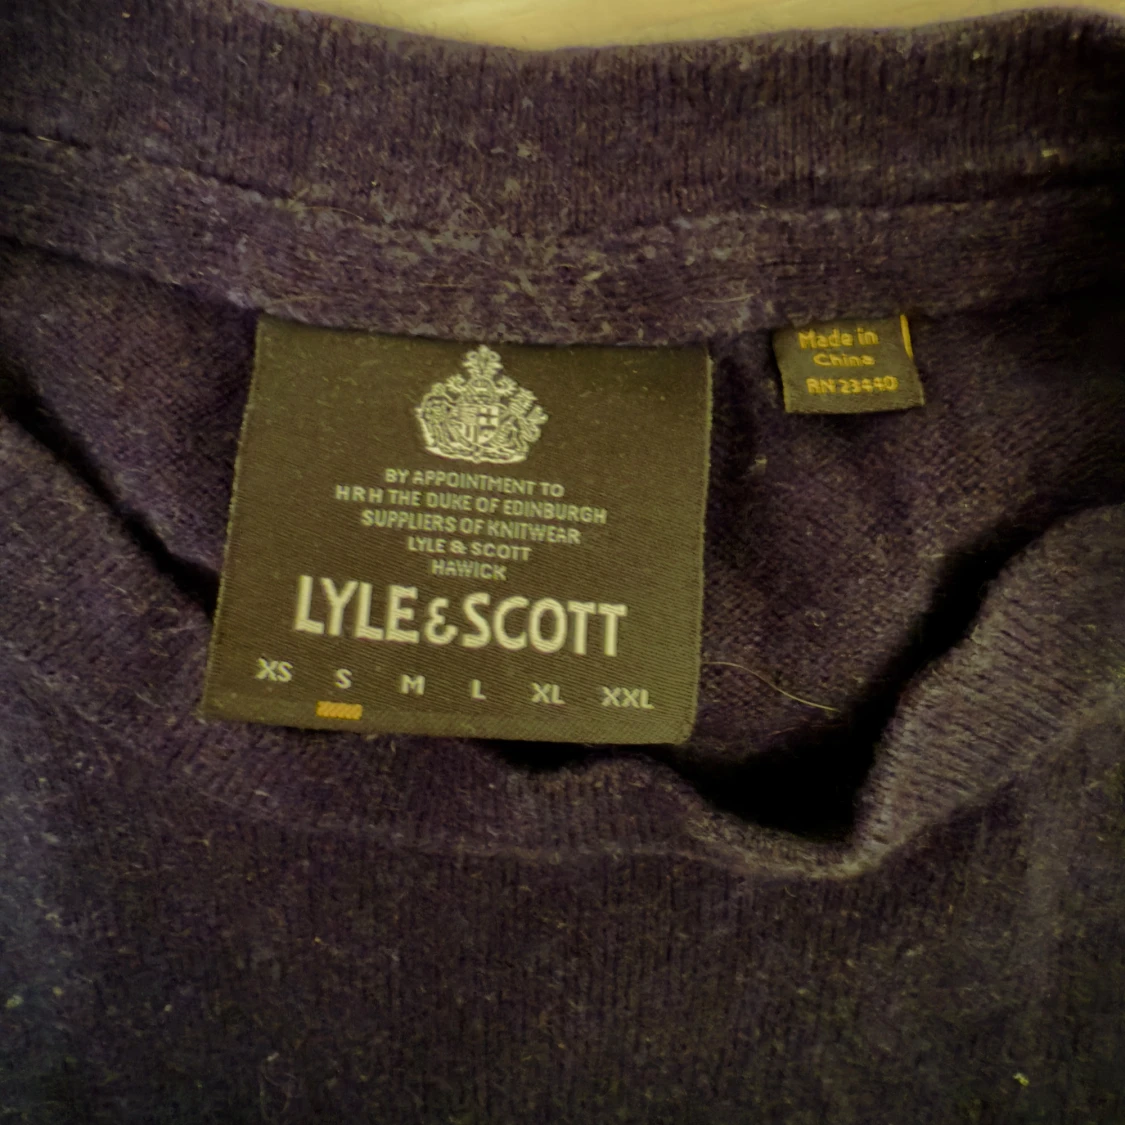 BY APPOINTMENT TO
HRH THE DUKE OF EDINBURGH
SUPPLIERS OF KNITWEAR
LYLE & SCOTT
HAWICK
LYLE & SCOTT
XS S M L XL XXL
Made in
China
RN 23440